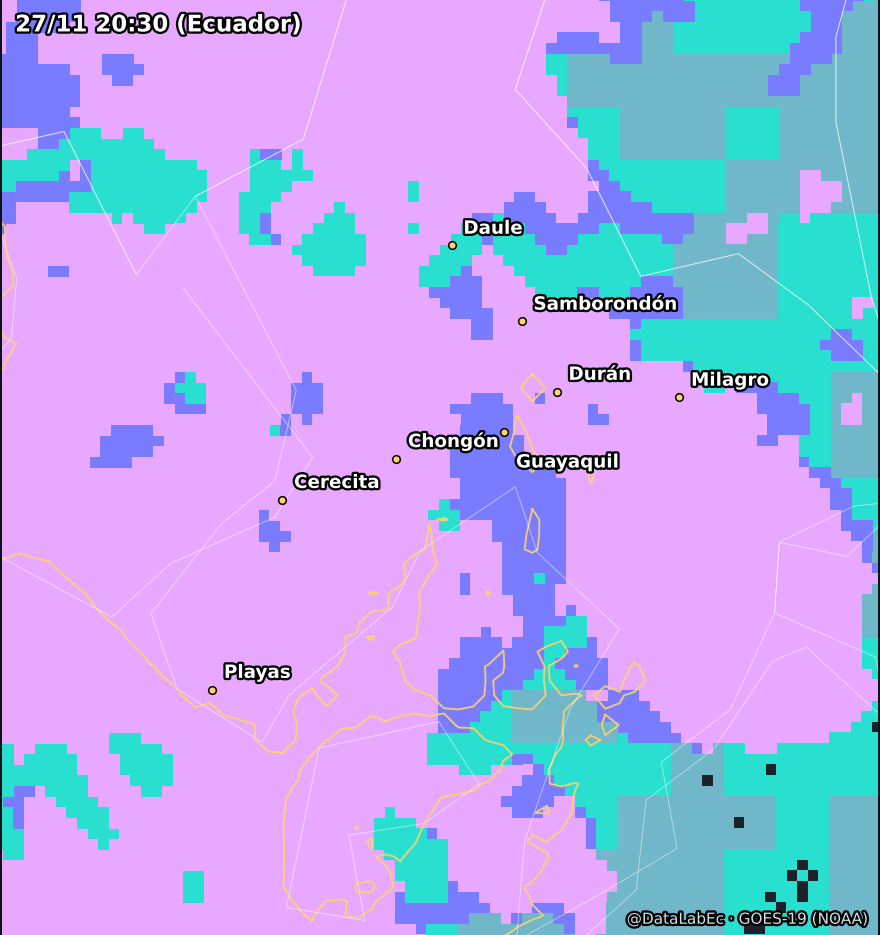 27/11 20:30 (Ecuador)
Daule
Samborondón
Durán
Milagro
Chongón
Guayaquil
Cerecita
Playas
@DataLabEc · GOES-19 (NOAA)